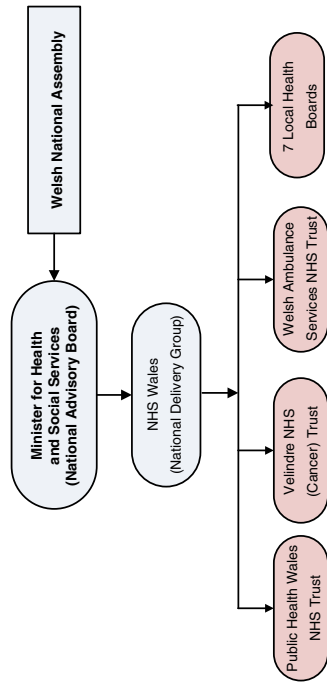 Welsh National Assembly
Minister for Health
and Social Services
(National Advisory Board)
NHS Wales
(National Delivery Group)
Public Health Wales
NHS Trust
Velindre NHS
(Cancer) Trust
Welsh Ambulance
Services NHS Trust
7 Local Health
Boards